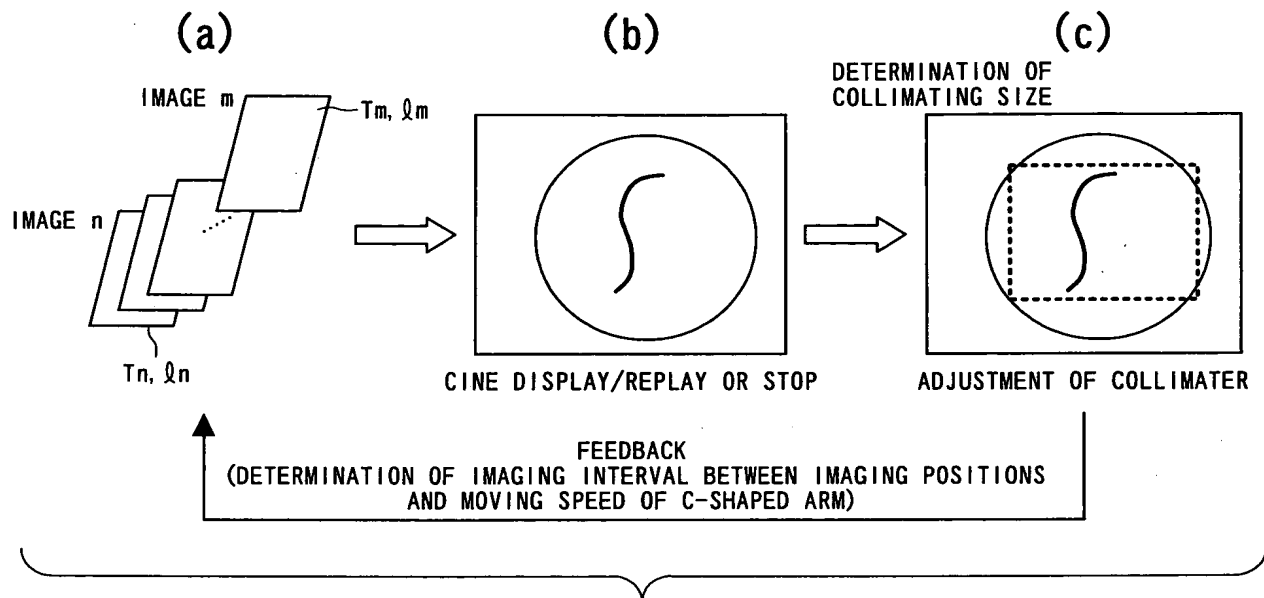 (a)
(b)
(c)
IMAGE m
Tm, ℓm
IMAGE n
Tn, ℓn
CINE DISPLAY/REPLAY OR STOP
DETERMINATION OF
COLLIMATING SIZE
ADJUSTMENT OF COLLIMATER
FEEDBACK
(DETERMINATION OF IMAGING INTERVAL BETWEEN IMAGING POSITIONS
AND MOVING SPEED OF C-SHAPED ARM)